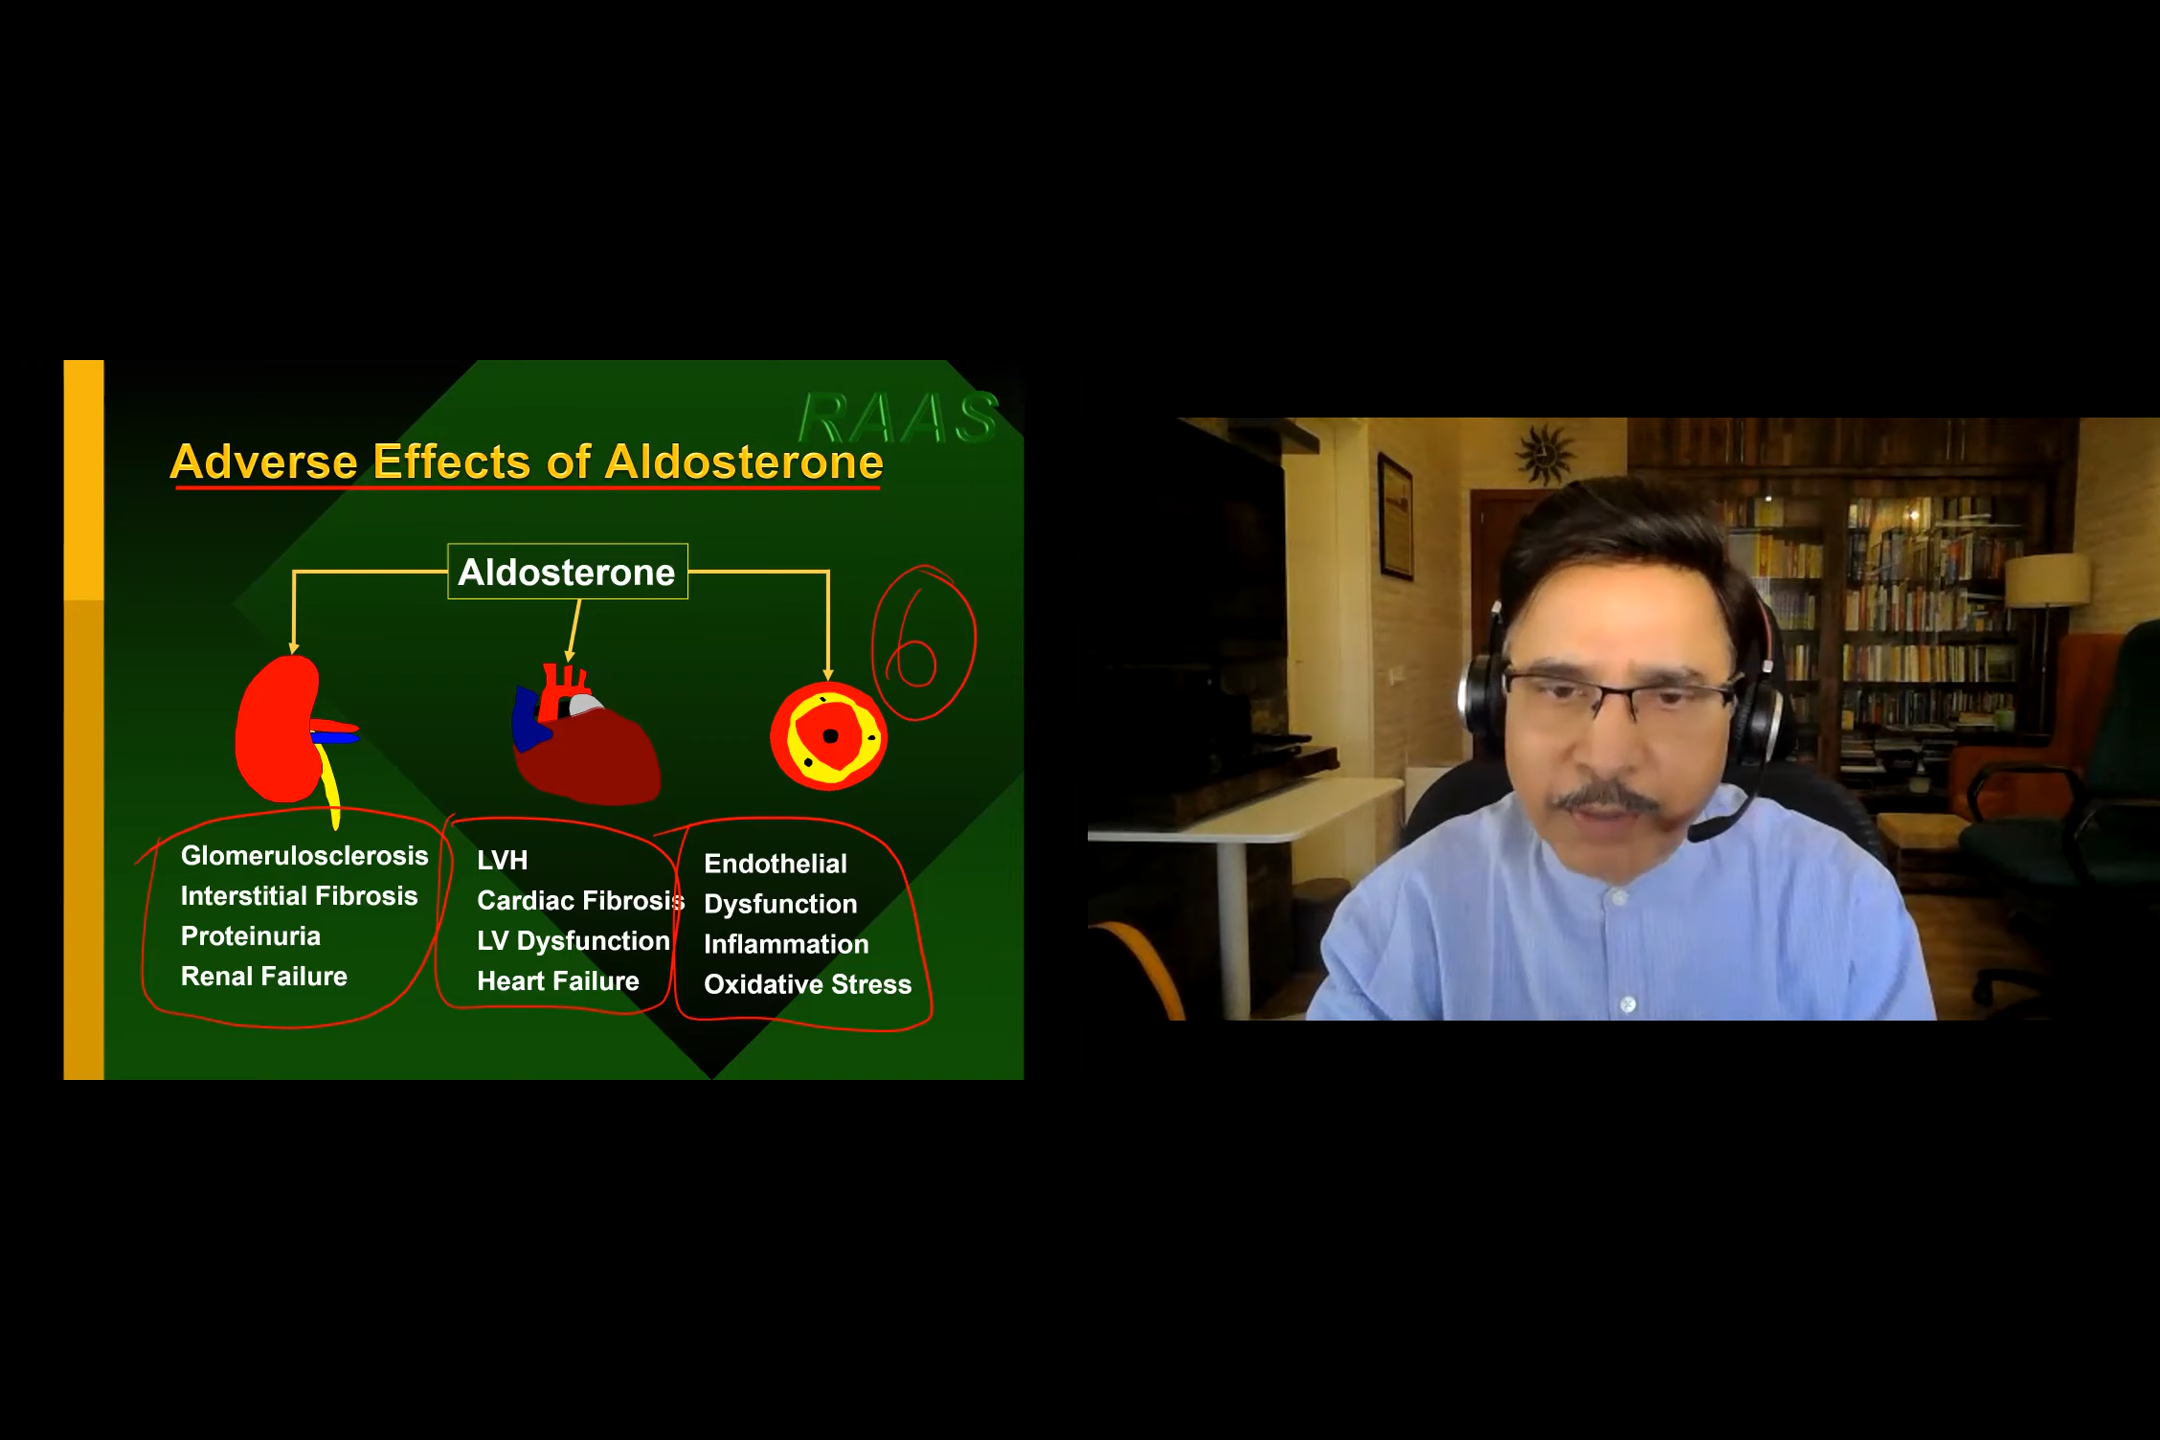 RAAS
Adverse Effects of Aldosterone
Aldosterone
6
Glomerulosclerosis
Interstitial Fibrosis
Proteinuria
Renal Failure
LVH
Cardiac Fibrosis
LV Dysfunction
Heart Failure
Endothelial
Dysfunction
Inflammation
Oxidative Stress